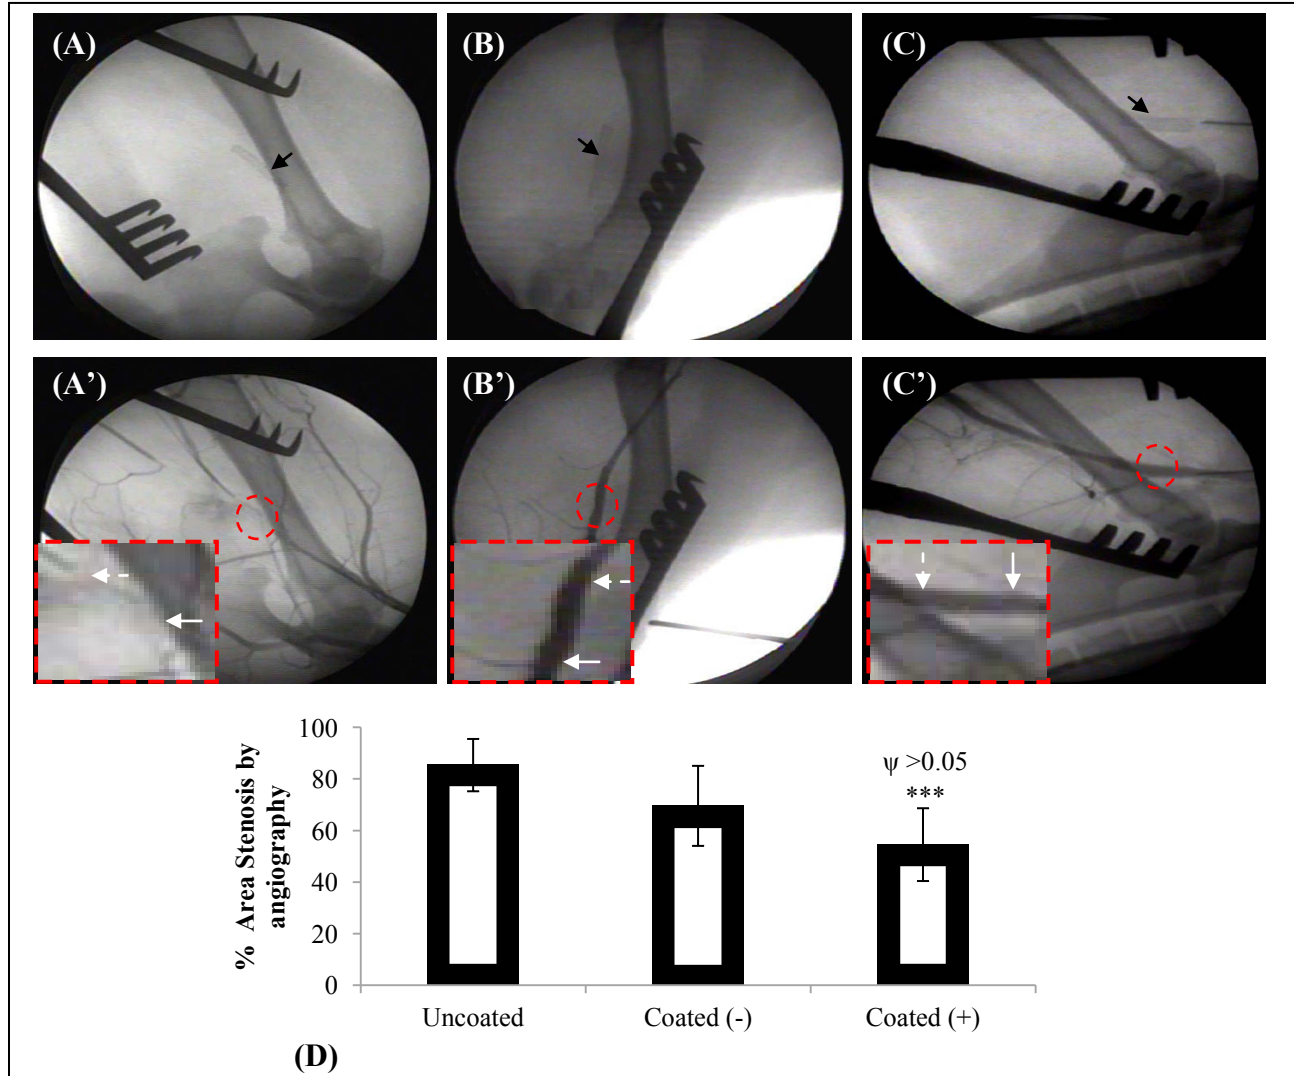 (A)
(B)
(C)
(A’)
(B’)
(C’)
% Area Stenosis by
angiography
100
80
60
40
20
0
ψ >0.05
***
Uncoated
Coated (-)
Coated (+)
(D)